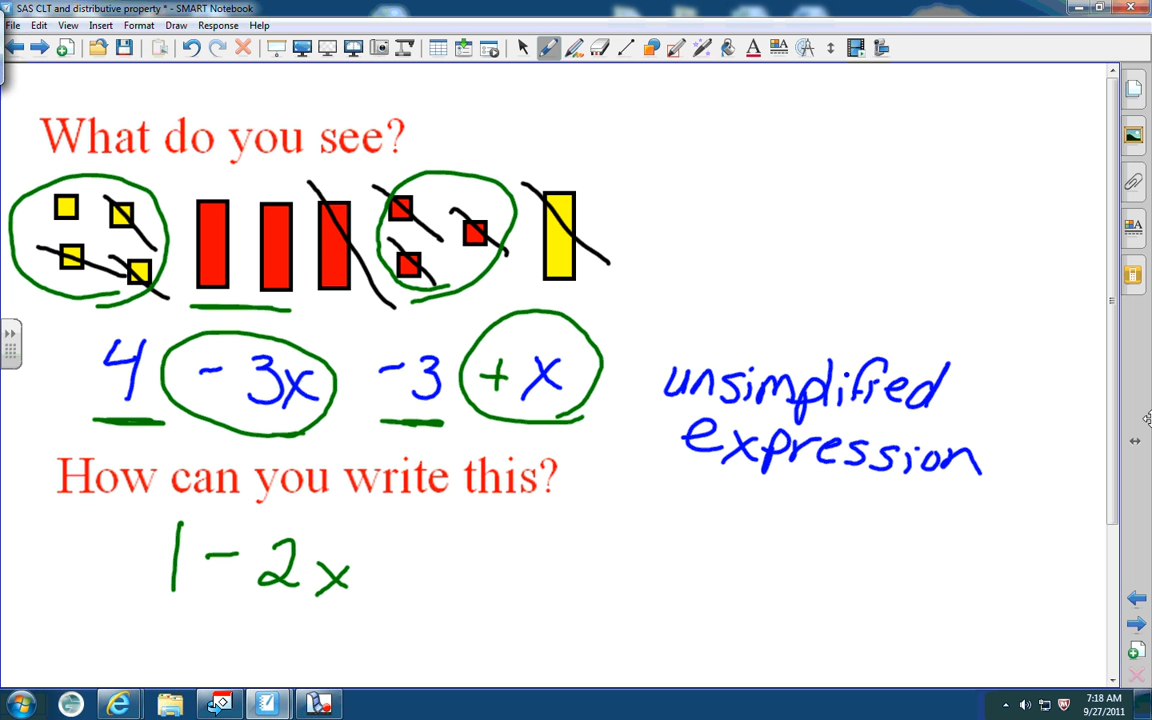 SAS CLT and distributive property * - SMART Notebook
File Edit View Insert Format Draw Response Help
What do you see?
4 - 3x -3 + x
unsimplified
expression
How can you write this?
1 - 2x
7:18 AM
9/27/2011